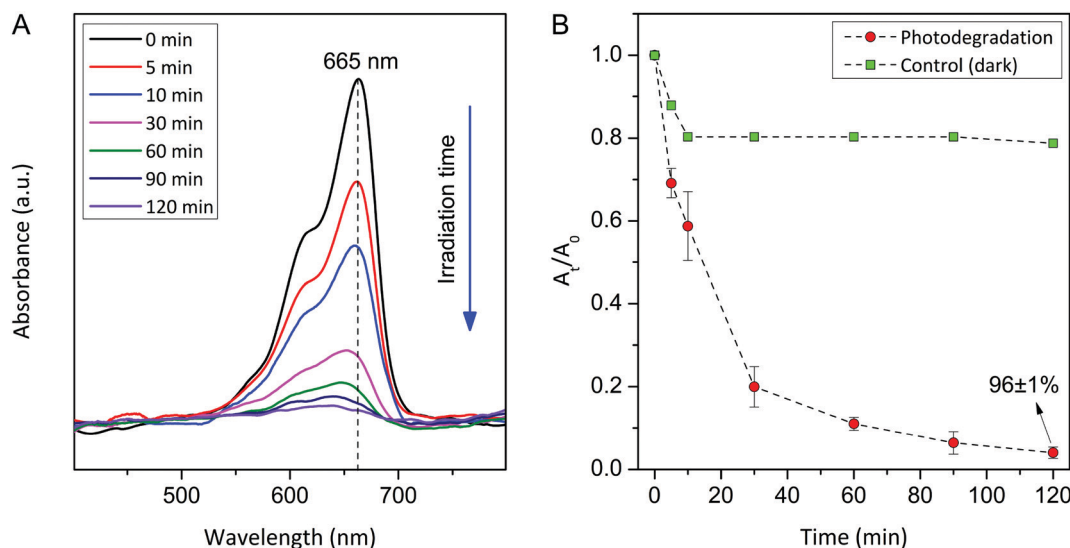 A
0 min
5 min
10 min
30 min
60 min
90 min
120 min
665 nm
Irradiation time
Absorbance (a.u.)
500
600
700
Wavelength (nm)
B
Photodegradation
Control (dark)
1.0
0.8
0.6
0.4
0.2
0.0
At/A0
96±1%
0
20
40
60
80
100
120
Time (min)